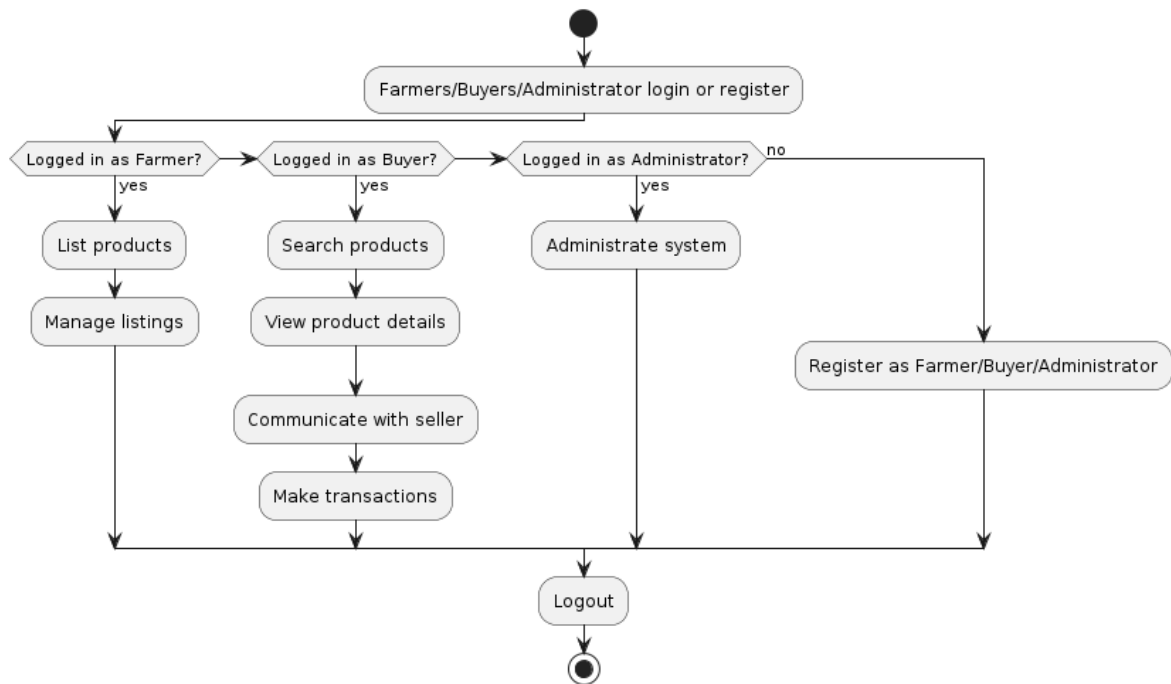 Farmers/Buyers/Administrator login or register
Logged in as Farmer?
Logged in as Buyer?
Logged in as Administrator?
no
yes
yes
yes
List products
Search products
Administrate system
Manage listings
View product details
Register as Farmer/Buyer/Administrator
Communicate with seller
Make transactions
Logout